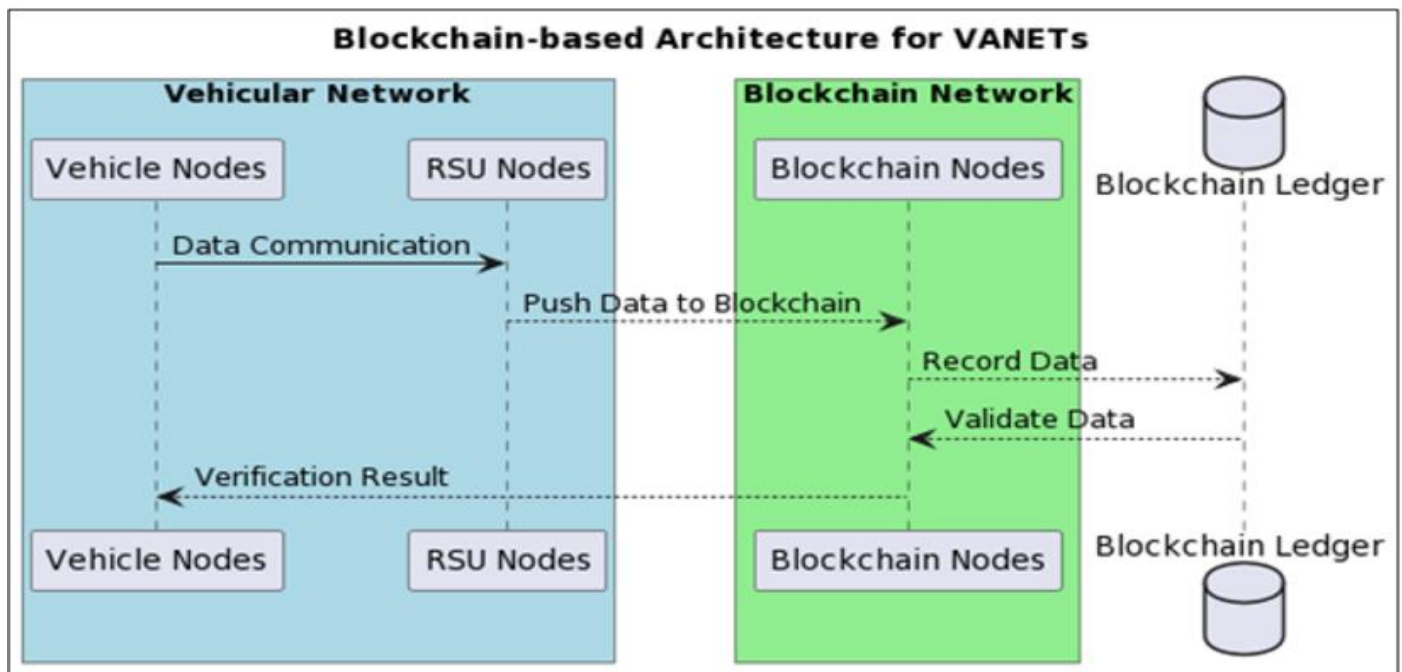 Blockchain-based Architecture for VANETs
Vehicular Network
Blockchain Network
Vehicle Nodes
RSU Nodes
Blockchain Nodes
Blockchain Ledger
Data Communication
Push Data to Blockchain
Record Data
Validate Data
Verification Result
Vehicle Nodes
RSU Nodes
Blockchain Nodes
Blockchain Ledger